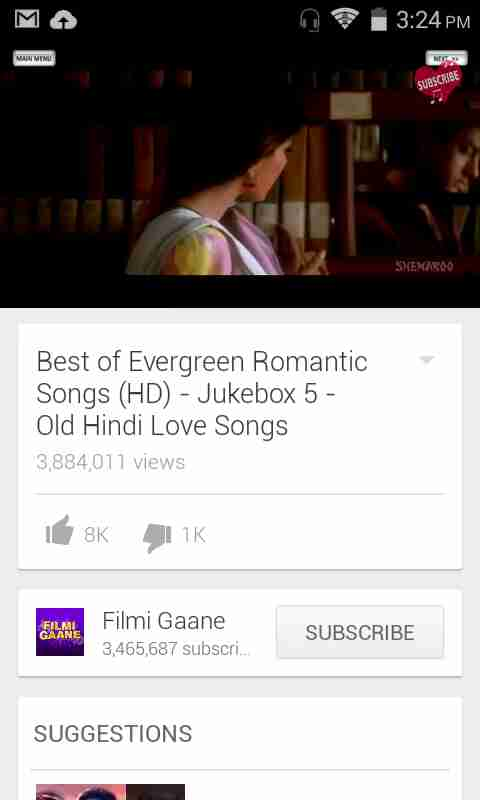 3:24 PM
MAIN MENU
NEXT >>
SUBSCRIBE
SHEMAROO
Best of Evergreen Romantic
Songs (HD) - Jukebox 5 -
Old Hindi Love Songs
3,884,011 views
8K
1K
FILMI
GAANE
Filmi Gaane
3,465,687 subscri...
SUBSCRIBE
SUGGESTIONS